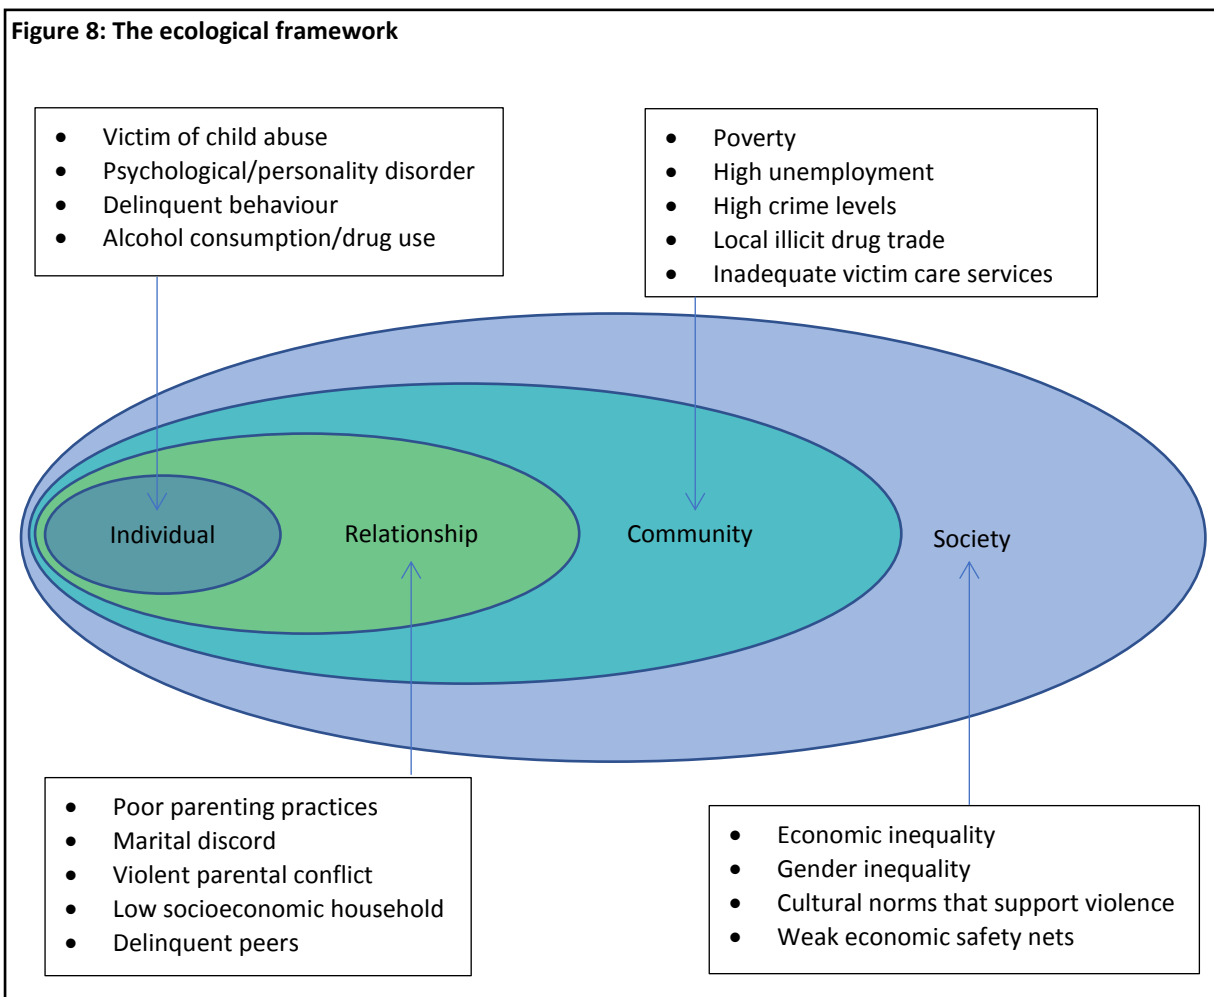 Figure 8: The ecological framework
• Victim of child abuse
• Psychological/personality disorder
• Delinquent behaviour
• Alcohol consumption/drug use
• Poverty
• High unemployment
• High crime levels
• Local illicit drug trade
• Inadequate victim care services
Individual
Relationship
Community
Society
• Poor parenting practices
• Marital discord
• Violent parental conflict
• Low socioeconomic household
• Delinquent peers
• Economic inequality
• Gender inequality
• Cultural norms that support violence
• Weak economic safety nets